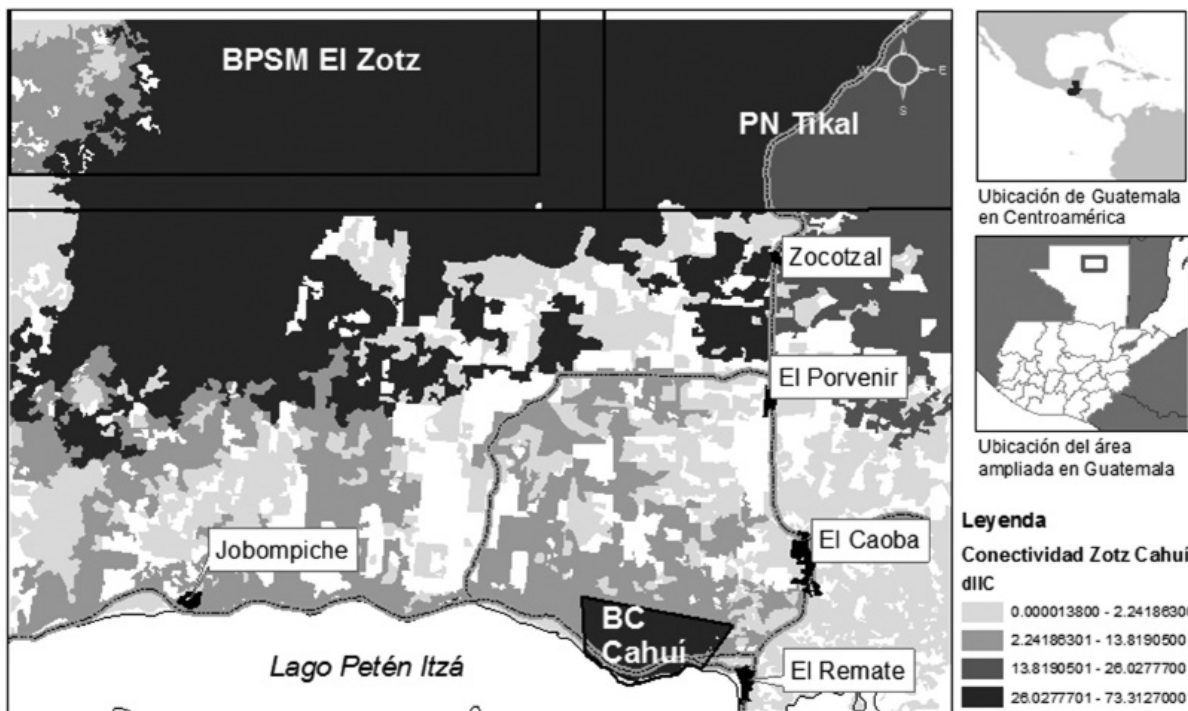 BPSM El Zotz
PN Tikal
N
W
E
S
Zocotzal
El Porvenir
Jobompiche
El Caoba
BC
Cahuí
El Remate
Lago Petén Itzá
Ubicación de Guatemala
en Centroamérica
Ubicación del área
ampliada en Guatemala
Leyenda
Conectividad Zotz Cahuí
dIIC
0.000013800 - 2.24186300
2.24186301 - 13.8190500
13.8190501 - 26.0277700
26.0277701 - 73.3127000